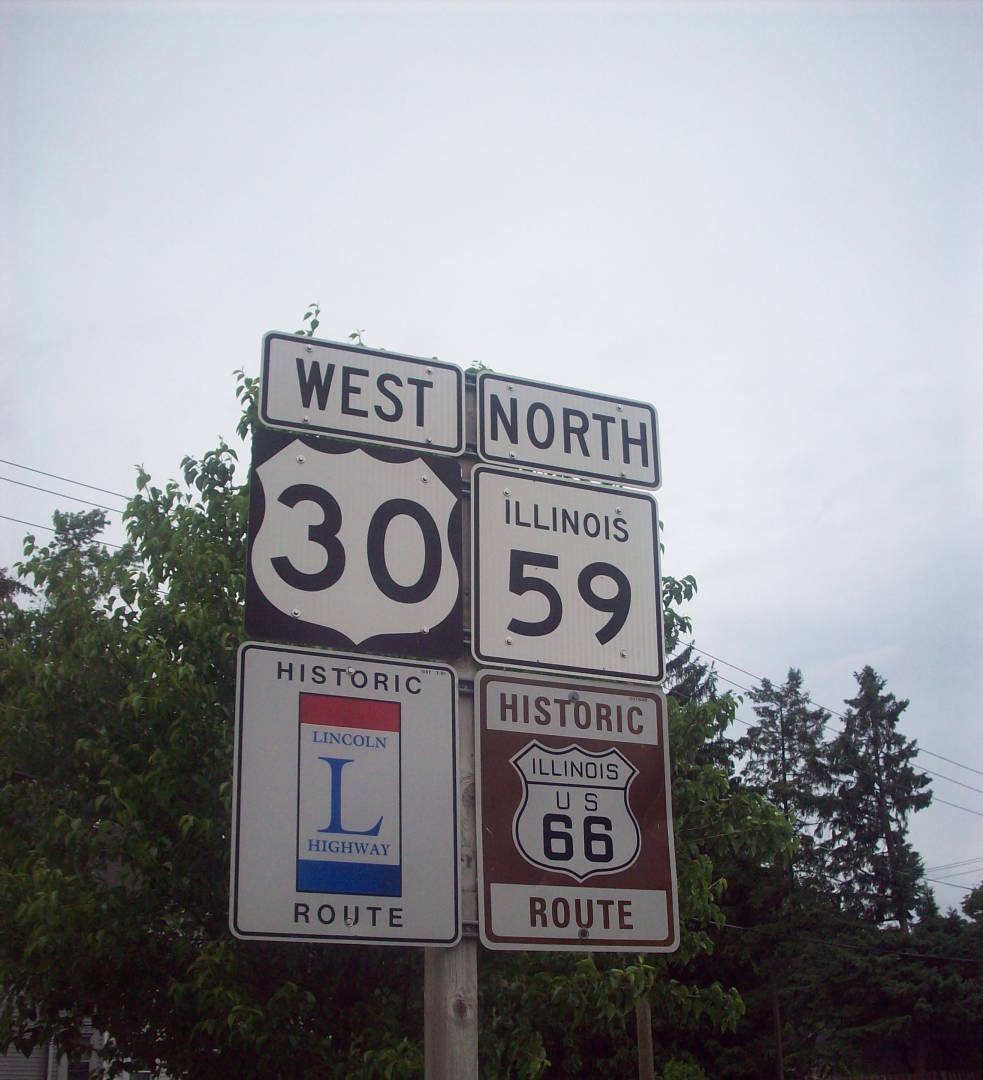 WEST
NORTH
30
ILLINOIS
59
HISTORIC
LINCOLN
L
HIGHWAY
ROUTE
HISTORIC
ILLINOIS
US
66
ROUTE